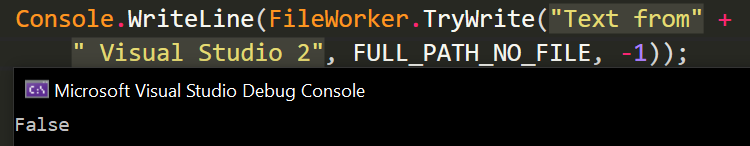 Console.WriteLine(FileWorker.TryWrite("Text from" +
" Visual Studio 2", FULL_PATH_NO_FILE, -1));
C:\ Microsoft Visual Studio Debug Console
False